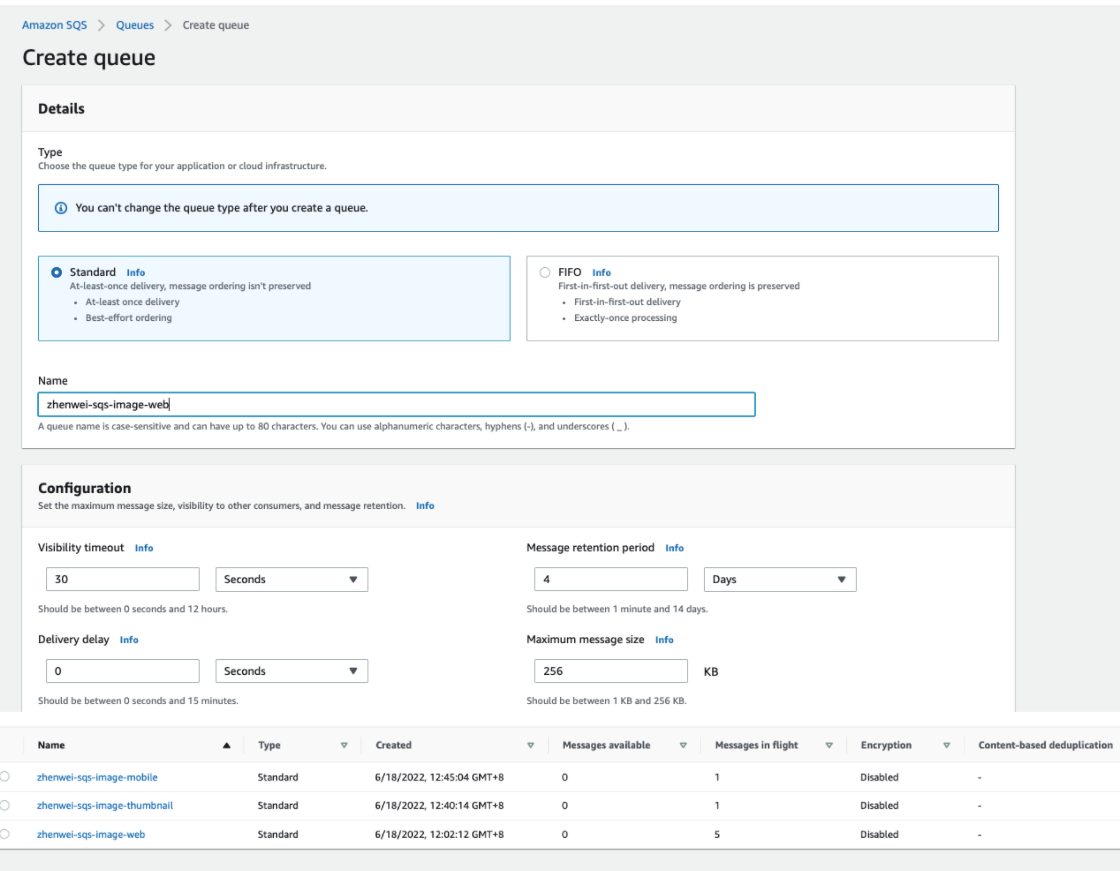 Amazon SQS > Queues > Create queue
Create queue
Details
Type
Choose the queue type for your application or cloud infrastructure.
You can't change the queue type after you create a queue.
Standard Info
At-least-once delivery, message ordering isn't preserved
• At-least once delivery
• Best-effort ordering
FIFO Info
First-in-first-out delivery, message ordering is preserved
• First-in-first-out delivery
• Exactly-once processing
Name
zhenwei-sqs-image-web
A queue name is case-sensitive and can have up to 80 characters. You can use alphanumeric characters, hyphens (-), and underscores ( _ ).
Configuration
Set the maximum message size, visibility to other consumers, and message retention. Info
Visibility timeout Info
30 Seconds
Should be between 0 seconds and 12 hours.
Message retention period Info
4 Days
Should be between 1 minute and 14 days.
Delivery delay Info
0 Seconds
Should be between 0 seconds and 15 minutes.
Maximum message size Info
256 KB
Should be between 1 KB and 256 KB.
Name Type Created Messages available Messages in flight Encryption Content-based deduplication
zhenwei-sqs-image-mobile Standard 6/18/2022, 12:45:04 GMT+8 0 1 Disabled -
zhenwei-sqs-image-thumbnail Standard 6/18/2022, 12:40:14 GMT+8 0 1 Disabled -
zhenwei-sqs-image-web Standard 6/18/2022, 12:02:12 GMT+8 0 5 Disabled -